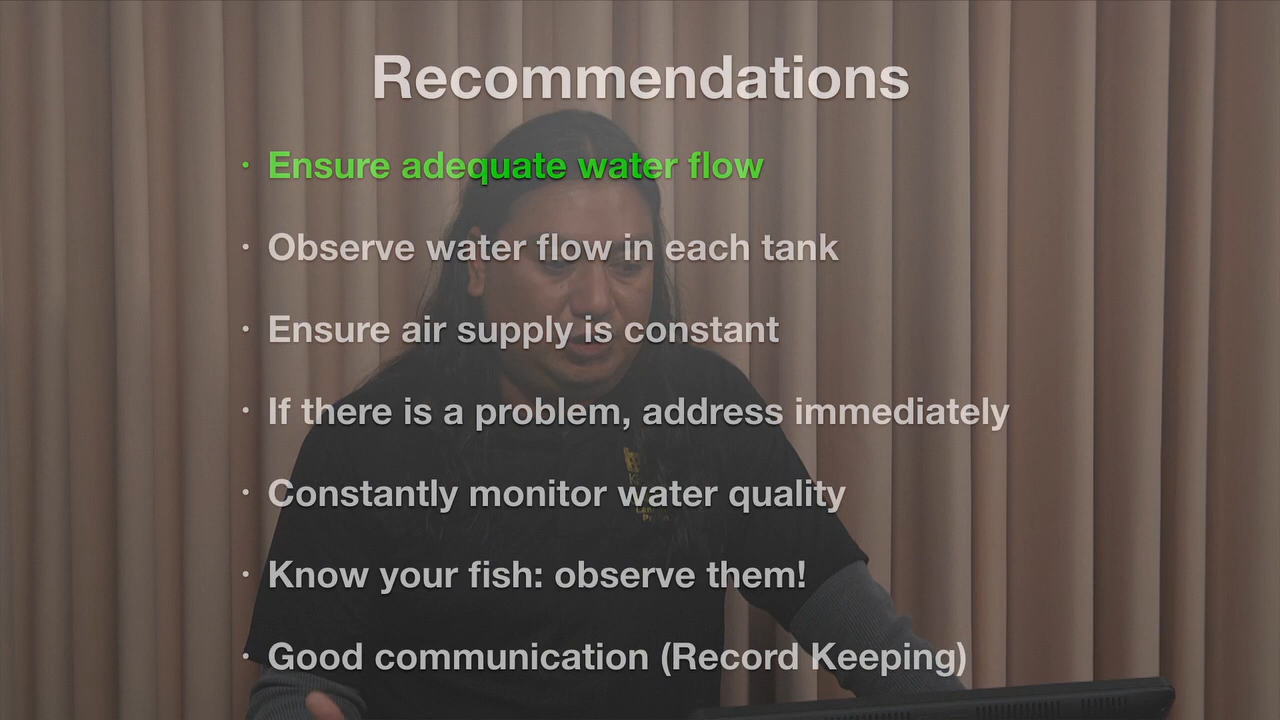 Recommendations
· Ensure adequate water flow
· Observe water flow in each tank
· Ensure air supply is constant
· If there is a problem, address immediately
· Constantly monitor water quality
· Know your fish: observe them!
· Good communication (Record Keeping)